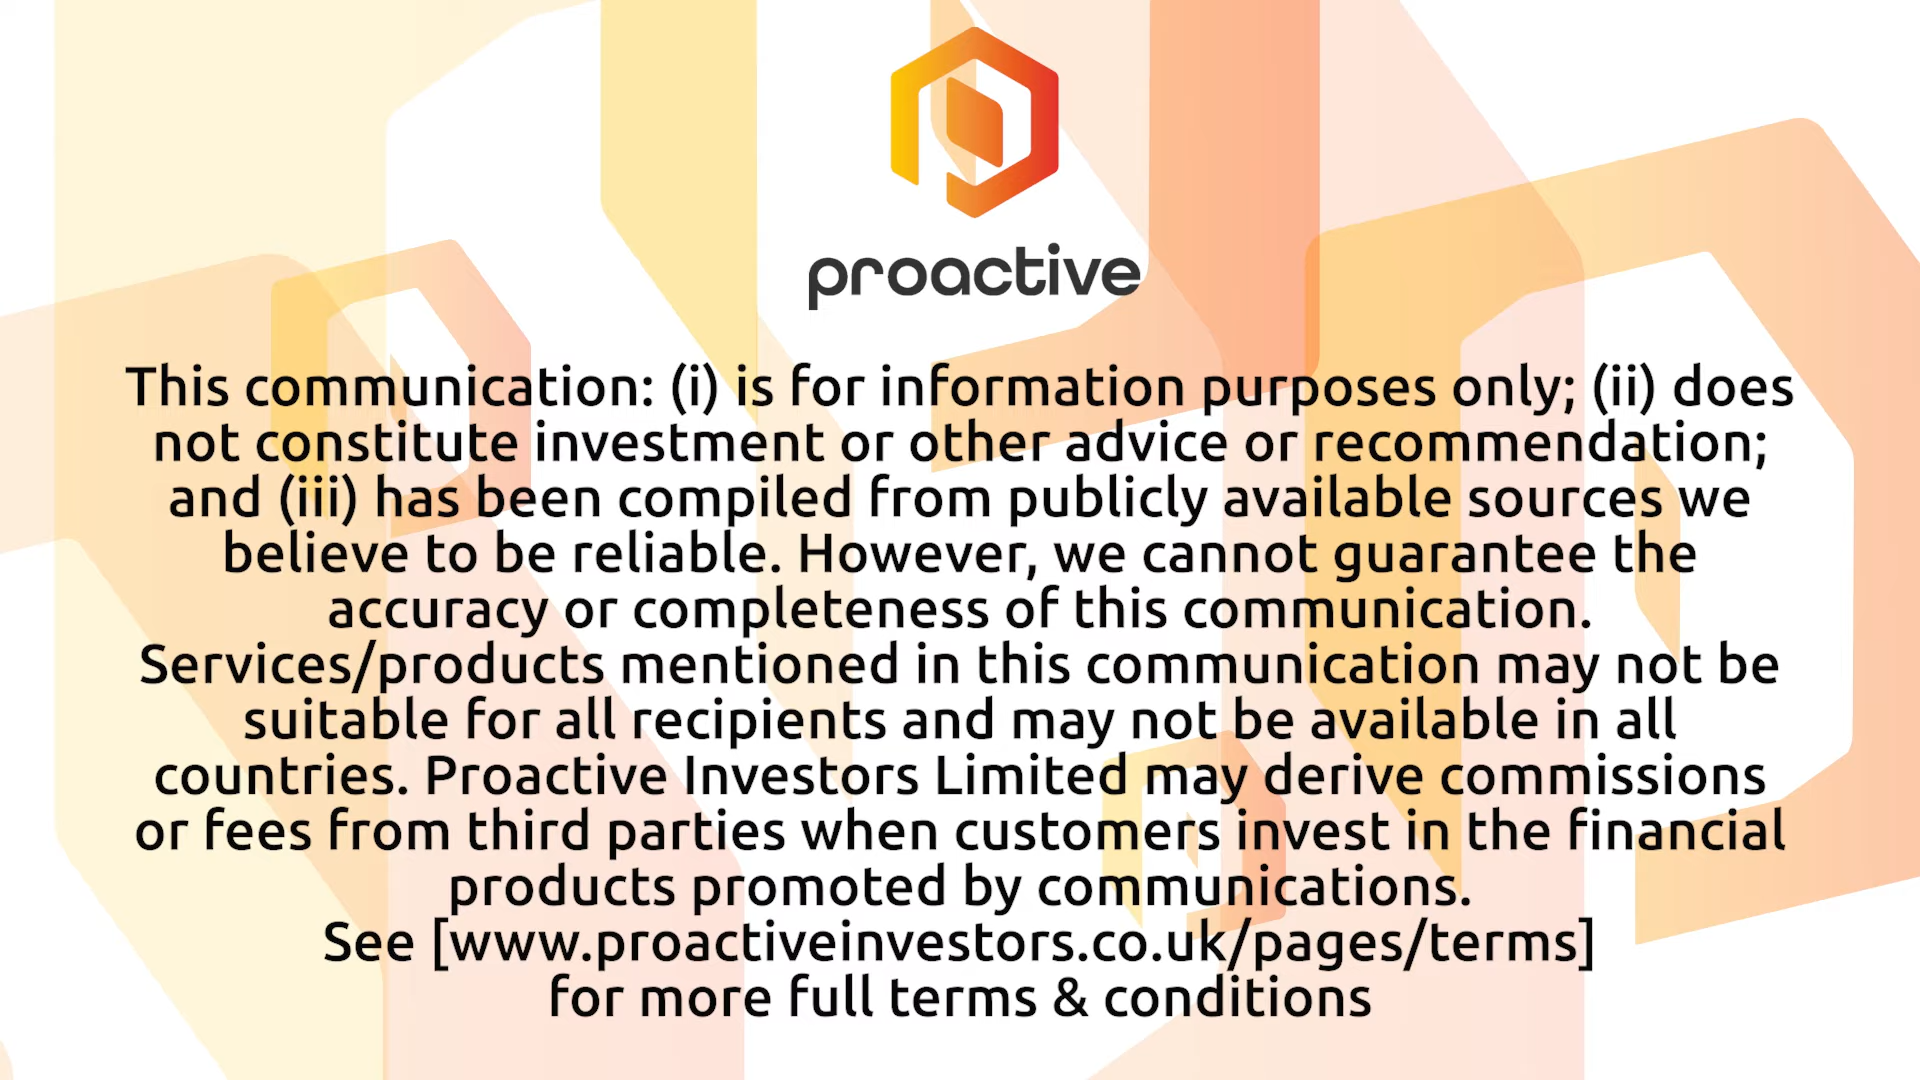 proactive
This communication: (i) is for information purposes only; (ii) does
not constitute investment or other advice or recommendation;
and (iii) has been compiled from publicly available sources we
believe to be reliable. However, we cannot guarantee the
accuracy or completeness of this communication.
Services/products mentioned in this communication may not be
suitable for all recipients and may not be available in all
countries. Proactive Investors Limited may derive commissions
or fees from third parties when customers invest in the financial
products promoted by communications.
See [www.proactiveinvestors.co.uk/pages/terms]
for more full terms & conditions